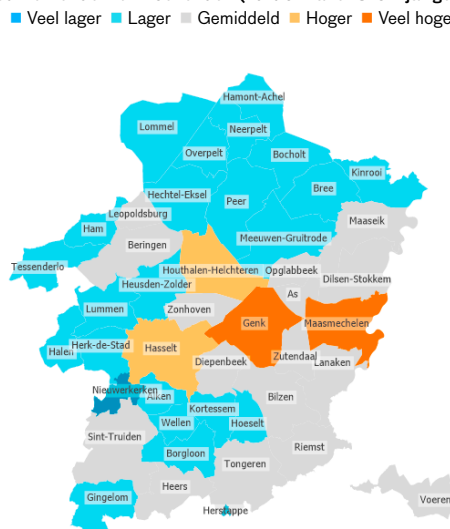 Veel lager Lager Gemiddeld Hoger Veel hoge
Hamont-Achel
Lommel
Neerpelt
Overpelt
Bocholt
Kinrooi
Bree
Hechtel-Eksel
Peer
Leopoldsburg
Maaseik
Ham
Meeuwen-Gruitrode
Beringen
Tessenderlo
Houthalen-Helchteren
Opglabbeek
Dilsen-Stokkem
Heusden-Zolder
As
Lummen
Zonhoven
Genk
Maasmechelen
Halen
Herk-de-Stad
Hasselt
Diepenbeek
Zutendaal
Lanaken
Nieuwerkerken
Alken
Bilzen
Kortessem
Wellen
Hoeselt
Sint-Truiden
Riemst
Borgloon
Tongeren
Heers
Gingelom
Voeren
Herstappe